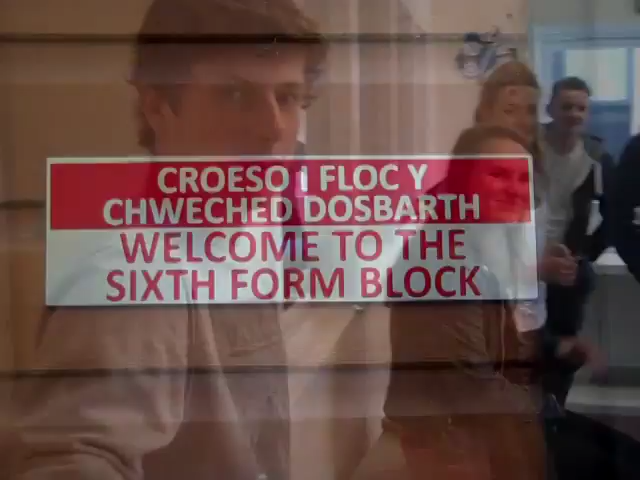 CROESO I FLOC Y
CHWECHED DOSBARTH
WELCOME TO THE
SIXTH FORM BLOCK